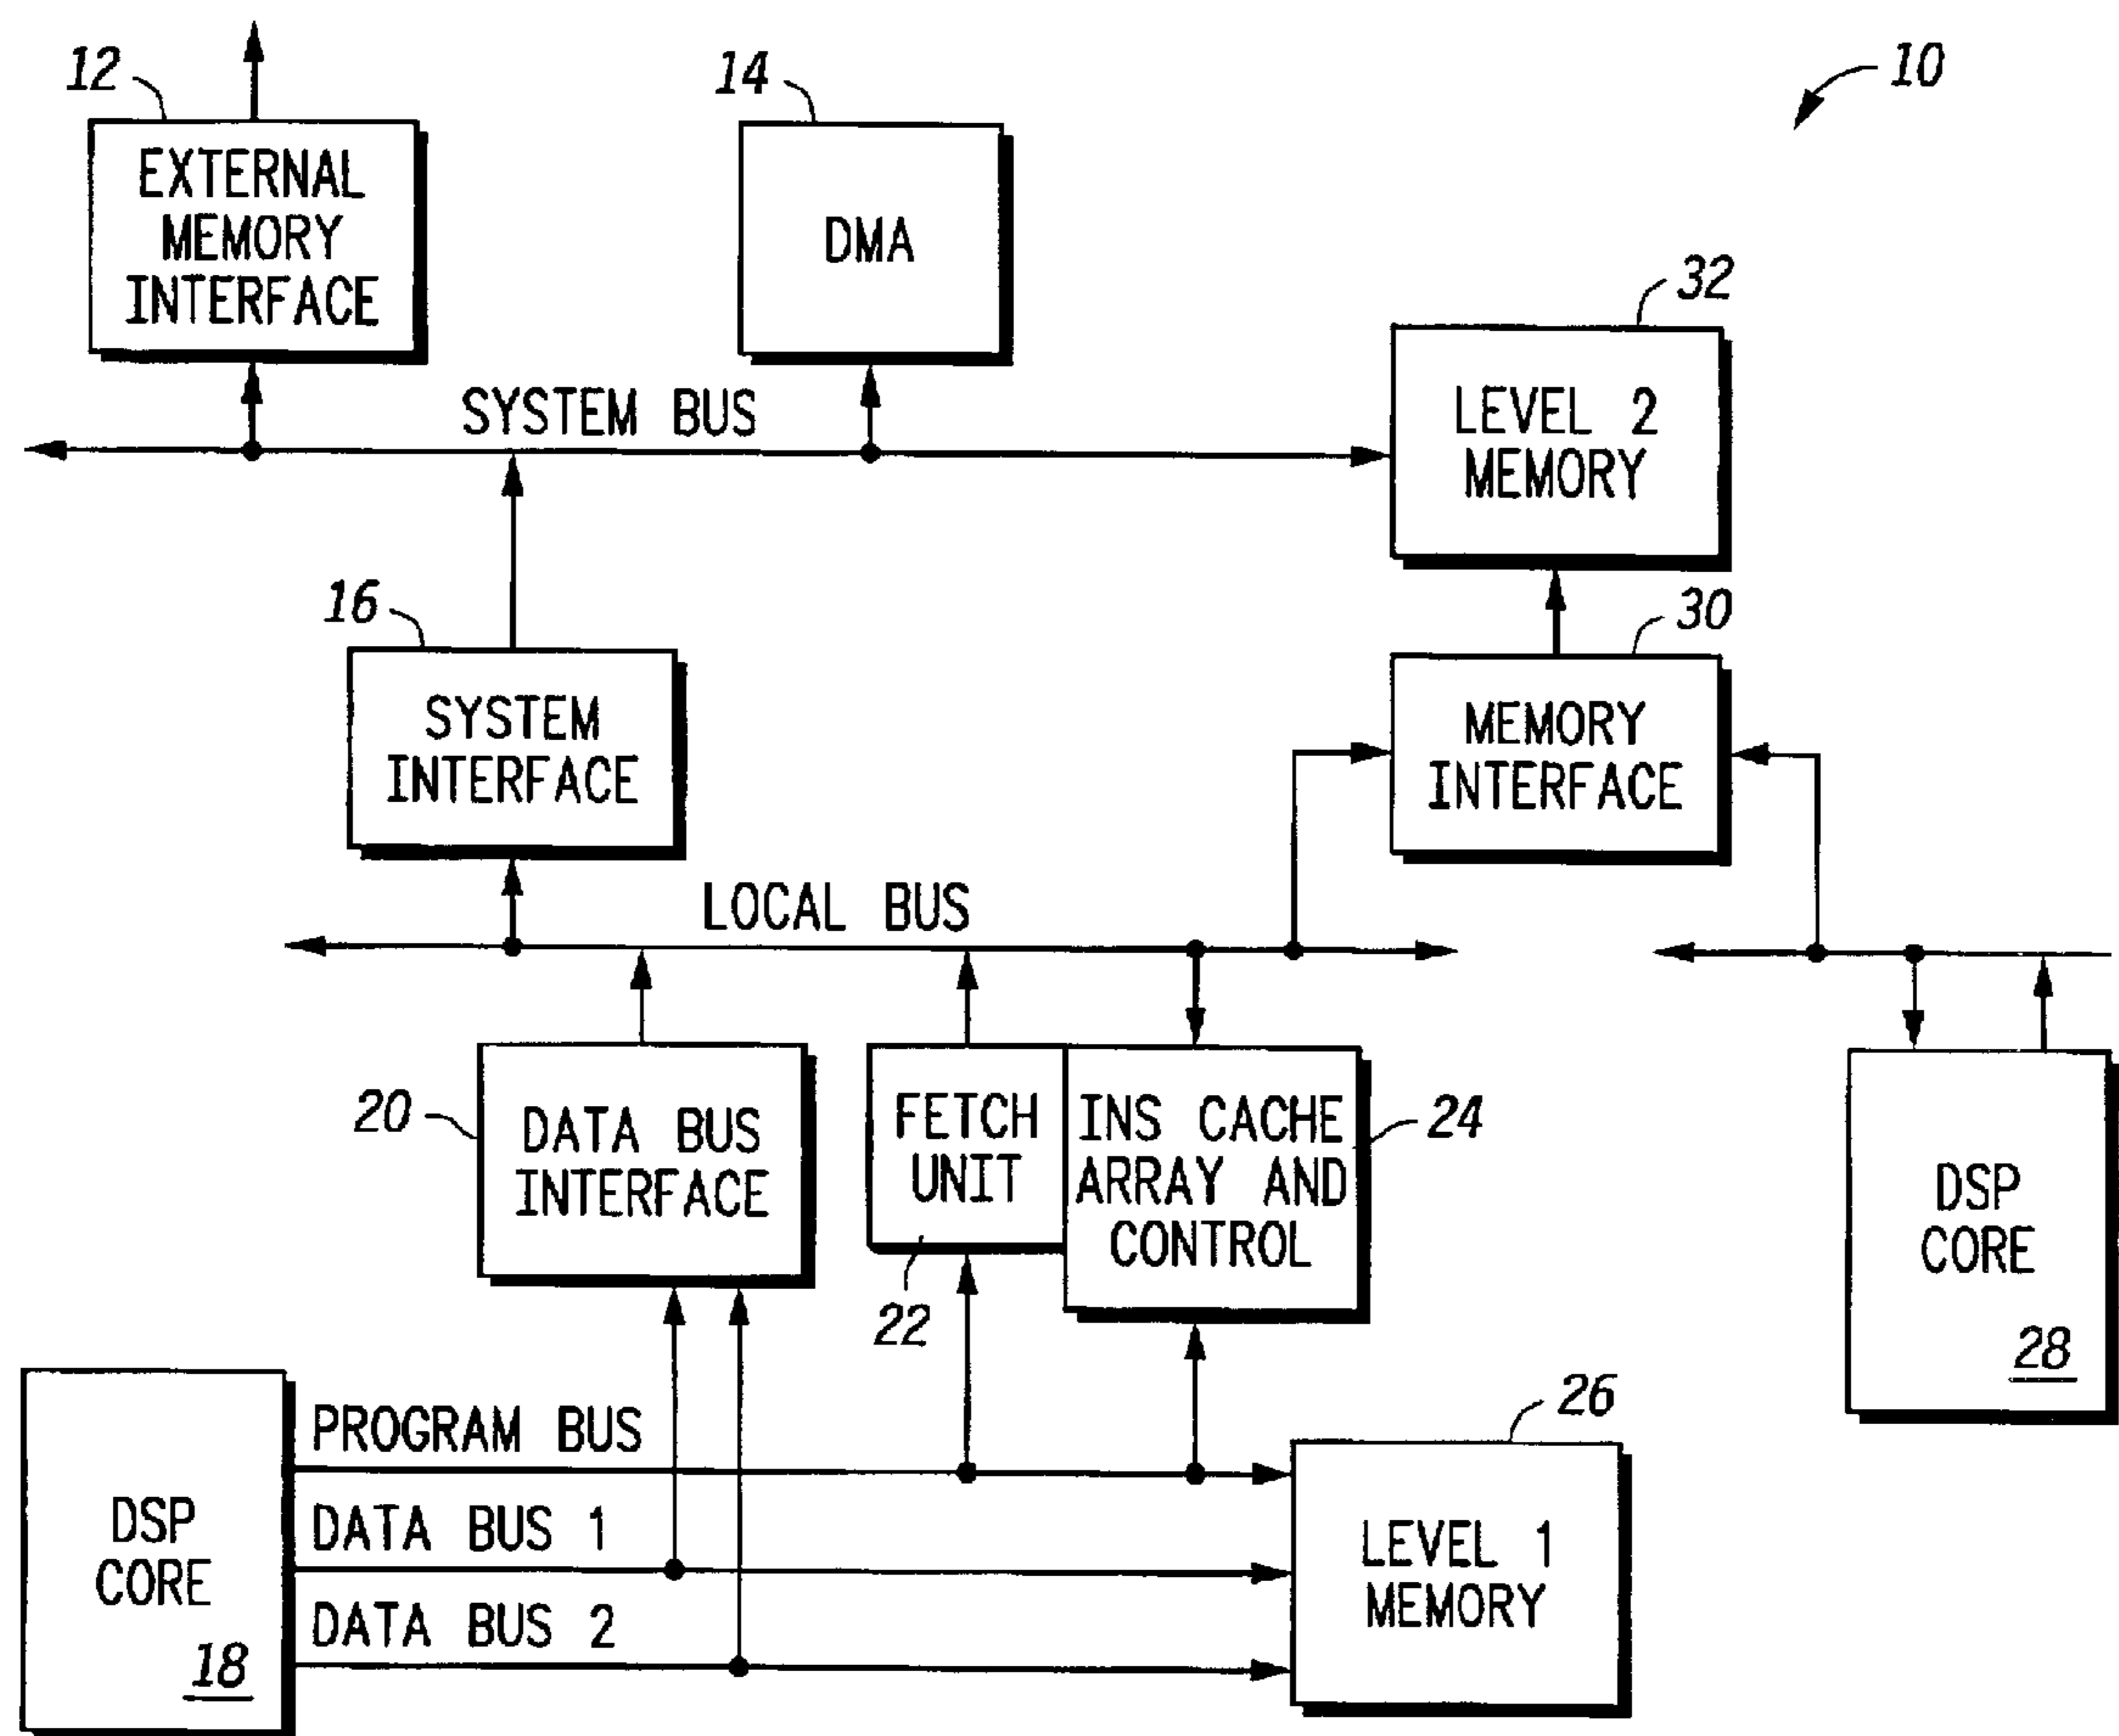 12
14
10
EXTERNAL
MEMORY
INTERFACE
DMA
32
SYSTEM BUS
LEVEL 2
MEMORY
16
30
SYSTEM
INTERFACE
MEMORY
INTERFACE
LOCAL BUS
20
DATA BUS
INTERFACE
FETCH
UNIT
22
INS CACHE
ARRAY AND
CONTROL
24
DSP
CORE
28
26
PROGRAM BUS
DATA BUS 1
DATA BUS 2
DSP
CORE
18
LEVEL 1
MEMORY